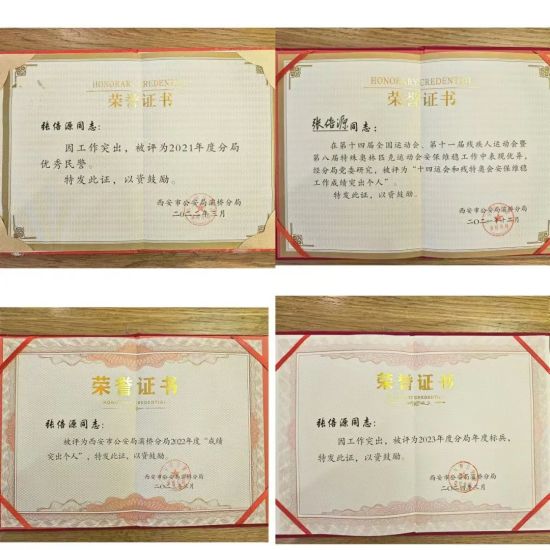 HONORARY CREDENTIAL
荣誉证书
张倍源同志：
因工作突出，被评为2021年度分局
优秀民警。
特发此证，以资鼓励。
西安市公安局灞桥分局
二〇二二年三月
HONORARY CREDENTIAL
荣誉证书
张倍源同志：
在第十四届全国运动会、第十一届残疾人运动会暨
第八届特殊奥林匹克运动会安保维稳工作中表现优异，
经分局党委研究，被评为“十四运会和残特奥会安保维稳
工作成绩突出个人”。
特发此证，以资鼓励。
西安市公安局灞桥分局
二〇二一年十二月
荣誉证书
HONORARY CREDENTIAL
张倍源同志：
被评为西安市公安局灞桥分局2022年度“成绩
突出个人”，特发此证，以资鼓励。
西安市公安局灞桥分局
荣誉证书
HONORARY CREDENTIAL
张倍源同志：
因工作突出，被评为2023年度分局年度标兵，
特发此证，以资鼓励。
西安市公安局灞桥分局